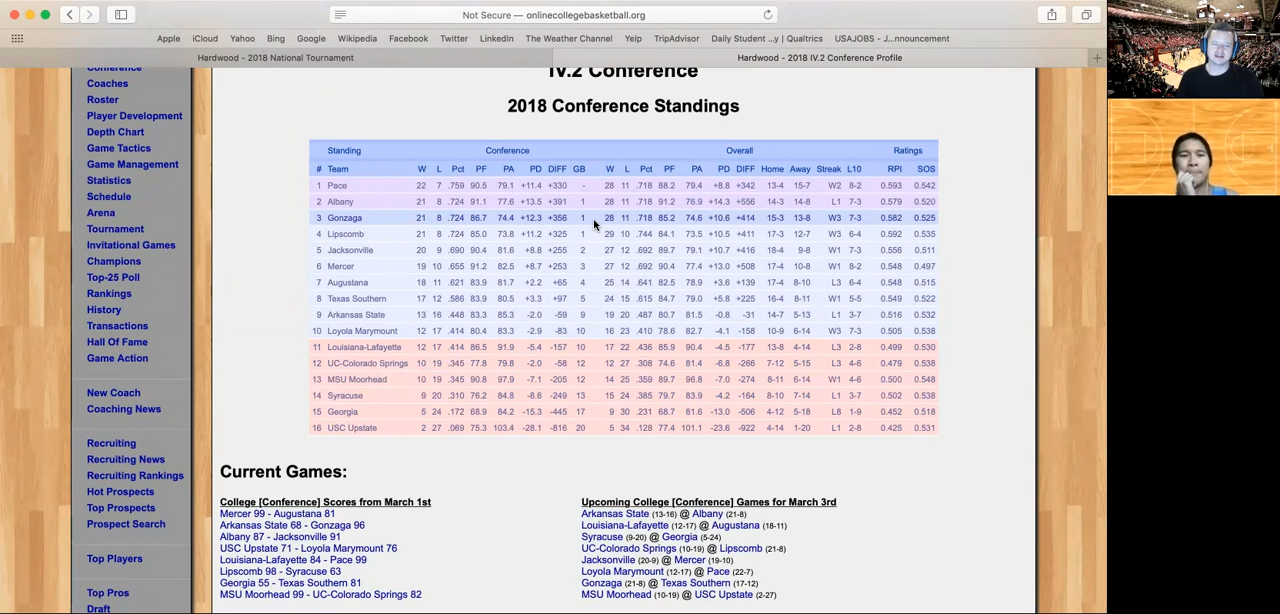 Not Secure — onlinecollegebasketball.org
Apple iCloud Yahoo Bing Google Wikipedia Facebook Twitter LinkedIn The Weather Channel Yelp TripAdvisor Daily Student ...y | Qualtrics USAJOBS - J...nnouncement
Hardwood - 2018 National Tournament
Hardwood - 2018 IV.2 Conference Profile
Conference
Coaches
Roster
Player Development
Depth Chart
Game Tactics
Game Management
Statistics
Schedule
Arena
Tournament
Invitational Games
Champions
Top-25 Poll
Rankings
History
Transactions
Hall Of Fame
Game Action
New Coach
Coaching News
Recruiting
Recruiting News
Recruiting Rankings
Hot Prospects
Top Prospects
Prospect Search
Top Players
Top Pros
Draft
IV.2 Conference
2018 Conference Standings
Standing Conference Overall Ratings
# Team W L Pct PF PA PD DIFF GB W L Pct PF PA PD DIFF Home Away Streak L10 RPI SOS
1 Pace 22 7 .759 90.5 79.1 +11.4 +330 - 28 11 .718 88.2 79.4 +8.8 +342 13-4 15-7 W2 8-2 0.593 0.542
2 Albany 21 8 .724 91.1 77.6 +13.5 +391 1 28 11 .718 91.2 76.9 +14.3 +556 14-3 14-8 L1 7-3 0.579 0.520
3 Gonzaga 21 8 .724 86.7 74.4 +12.3 +356 1 28 11 .718 85.2 74.6 +10.6 +414 15-3 13-8 W3 7-3 0.582 0.525
4 Lipscomb 21 8 .724 85.0 73.8 +11.2 +325 1 29 10 .744 84.1 73.5 +10.5 +411 17-3 12-7 W3 6-4 0.592 0.535
5 Jacksonville 20 9 .690 90.4 81.6 +8.8 +255 2 27 12 .692 89.7 79.1 +10.7 +416 18-4 9-8 W1 7-3 0.556 0.511
6 Mercer 19 10 .655 91.2 82.5 +8.7 +253 3 27 12 .692 90.4 77.4 +13.0 +508 17-4 10-8 W1 8-2 0.548 0.497
7 Augustana 18 11 .621 83.9 81.7 +2.2 +65 4 25 14 .641 82.5 78.9 +3.6 +139 17-4 8-10 L3 6-4 0.548 0.515
8 Texas Southern 17 12 .586 83.9 80.5 +3.3 +97 5 24 15 .615 84.7 79.0 +5.8 +225 16-4 8-11 W1 5-5 0.549 0.522
9 Arkansas State 13 16 .448 83.3 85.3 -2.0 -59 9 19 20 .487 80.7 81.5 -0.8 -31 14-7 5-13 L1 3-7 0.516 0.532
10 Loyola Marymount 12 17 .414 80.4 83.3 -2.9 -83 10 16 23 .410 78.6 82.7 -4.1 -158 10-9 6-14 W3 7-3 0.505 0.538
11 Louisiana-Lafayette 12 17 .414 86.5 91.9 -5.4 -157 10 17 22 .436 85.9 90.4 -4.5 -177 13-8 4-14 L3 2-8 0.499 0.530
12 UC-Colorado Springs 10 19 .345 77.8 79.8 -2.0 -58 12 12 27 .308 74.6 81.4 -6.8 -266 7-12 5-15 L3 4-6 0.479 0.538
13 MSU Moorhead 10 19 .345 90.8 97.9 -7.1 -205 12 14 25 .359 89.7 96.8 -7.0 -274 8-11 6-14 W1 4-6 0.500 0.548
14 Syracuse 9 20 .310 76.2 84.8 -8.6 -249 13 15 24 .385 79.7 83.9 -4.2 -164 8-10 7-14 L1 3-7 0.502 0.538
15 Georgia 5 24 .172 68.9 84.2 -15.3 -445 17 9 30 .231 68.7 81.6 -13.0 -506 4-12 5-18 L8 1-9 0.452 0.518
16 USC Upstate 2 27 .069 75.3 103.4 -28.1 -816 20 5 34 .128 77.4 101.1 -23.6 -922 4-14 1-20 L1 2-8 0.425 0.531
Current Games:
College [Conference] Scores from March 1st
Mercer 99 - Augustana 81
Arkansas State 68 - Gonzaga 96
Albany 87 - Jacksonville 91
USC Upstate 71 - Loyola Marymount 76
Louisiana-Lafayette 84 - Pace 99
Lipscomb 98 - Syracuse 63
Georgia 55 - Texas Southern 81
MSU Moorhead 99 - UC-Colorado Springs 82
Upcoming College [Conference] Games for March 3rd
Arkansas State (13-16) @ Albany (21-8)
Louisiana-Lafayette (12-17) @ Augustana (18-11)
Syracuse (9-20) @ Georgia (5-24)
UC-Colorado Springs (10-19) @ Lipscomb (21-8)
Jacksonville (20-9) @ Mercer (19-10)
Loyola Marymount (12-17) @ Pace (22-7)
Gonzaga (21-8) @ Texas Southern (17-12)
MSU Moorhead (10-19) @ USC Upstate (2-27)